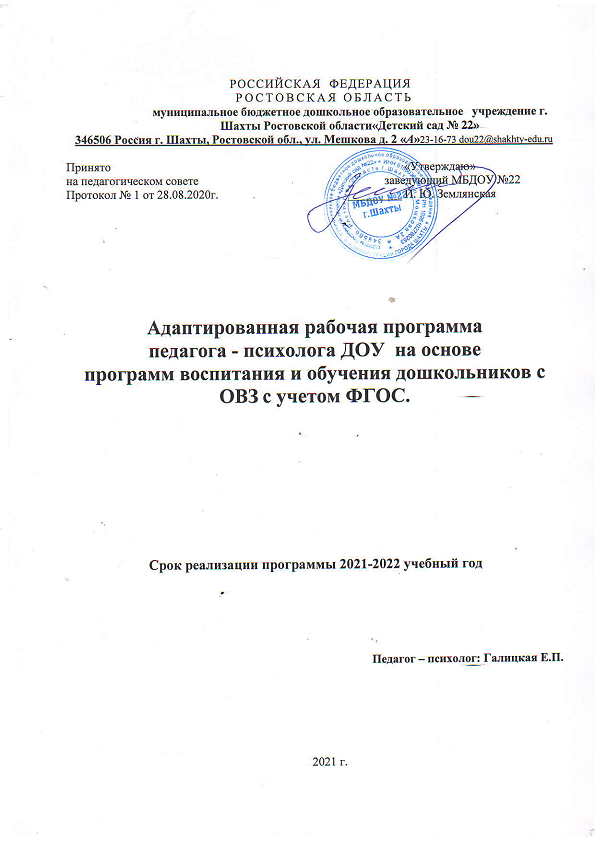 РОССИЙСКАЯ ФЕДЕРАЦИЯ
РОСТОВСКАЯ ОБЛАСТЬ
муниципальное бюджетное дошкольное образовательное учреждение г.
Шахты Ростовской области«Детский сад № 22»
346506 Россия г. Шахты, Ростовской обл., ул. Мешкова д. 2 «А»23-16-73 dou22@shakhty-edu.ru
Принято «Утверждаю»
на педагогическом совете заведующий МБДОУ №22
Протокол № 1 от 28.08.2020г. И. Ю. Землянская
МБДОУ №22
г.Шахты
Адаптированная рабочая программа
педагога - психолога ДОУ на основе
программ воспитания и обучения дошкольников с
ОВЗ с учетом ФГОС.
Срок реализации программы 2021-2022 учебный год
Педагог – психолог: Галицкая Е.П.
2021 г.